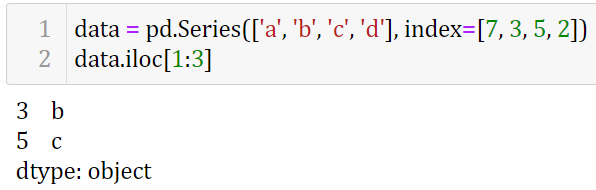 1 data = pd.Series(['a', 'b', 'c', 'd'], index=[7, 3, 5, 2])
2 data.iloc[1:3]
3 b
5 c
dtype: object